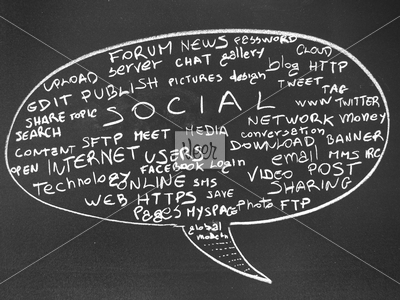 FORUM NEWS PASSWORD
server CHAT gallery CLOUD
UPLOAD blog HTTP
EDIT PUBLISH PICTURES design TWEET TAG
SHARE TOPIC SOCIAL WWW TWITTER
SEARCH NETWORK MONEY
CONTENT SFTP MEET MEDIA conversation BANNER
OPEN INTERNET USERS DOWNLOAD email MMS IRC
FACEBOOK Login
Technology ONLINE SMS VIDEO POST
SHARING
WEB HTTPS SAVE
Pages MYSPACE Photo FTP
global